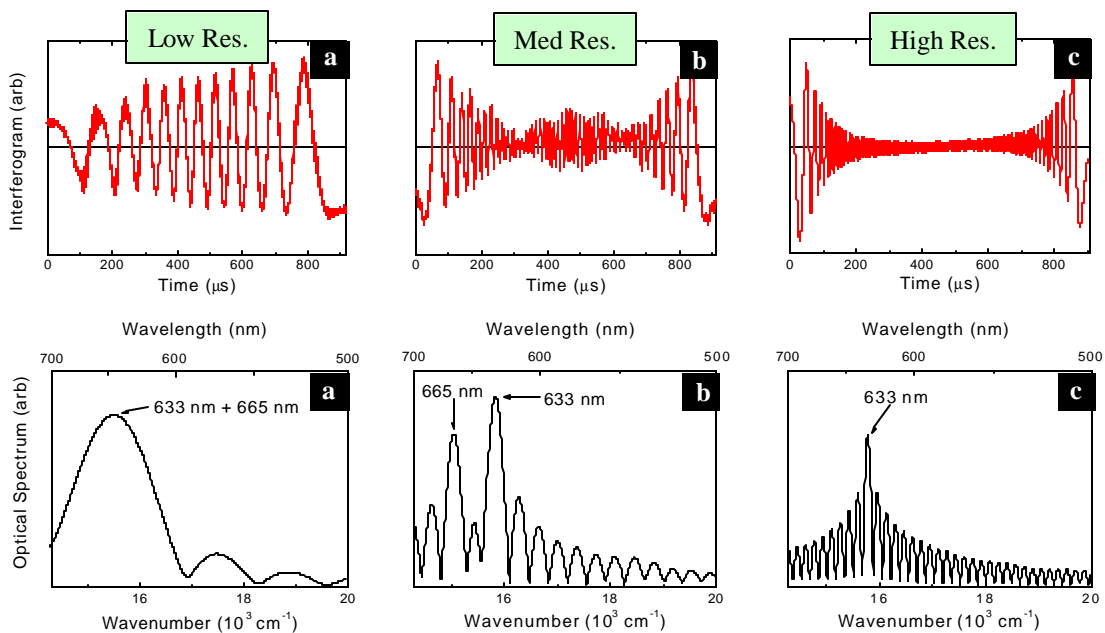 Low Res.
Med Res.
High Res.
a
b
c
Interferogram (arb)
0 200 400 600 800
0 200 400 600 800
0 200 400 600 800
Time (μs)
Time (μs)
Time (μs)
Wavelength (nm)
Wavelength (nm)
Wavelength (nm)
700 600 500
700 600 500
700 600 500
a
b
c
Optical Spectrum (arb)
633 nm + 665 nm
665 nm
633 nm
633 nm
16 18 20
16 18 20
16 18 20
Wavenumber (10³ cm⁻¹)
Wavenumber (10³ cm⁻¹)
Wavenumber (10³ cm⁻¹)